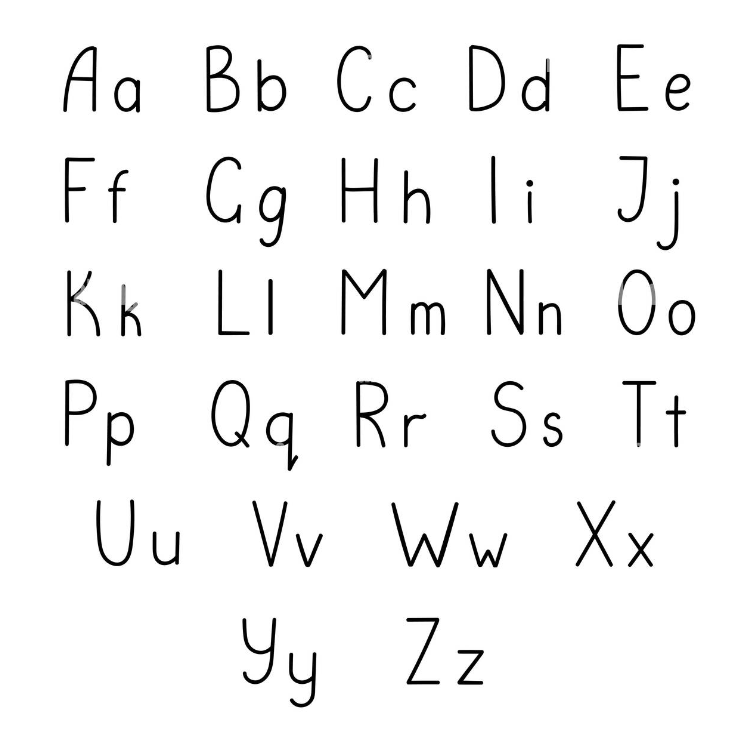 Aa Bb Cc Dd Ee
Ff Gg Hh Ii Jj
Kk Ll Mm Nn Oo
Pp Qq Rr Ss Tt
Uu Vv Ww Xx
Yy Zz